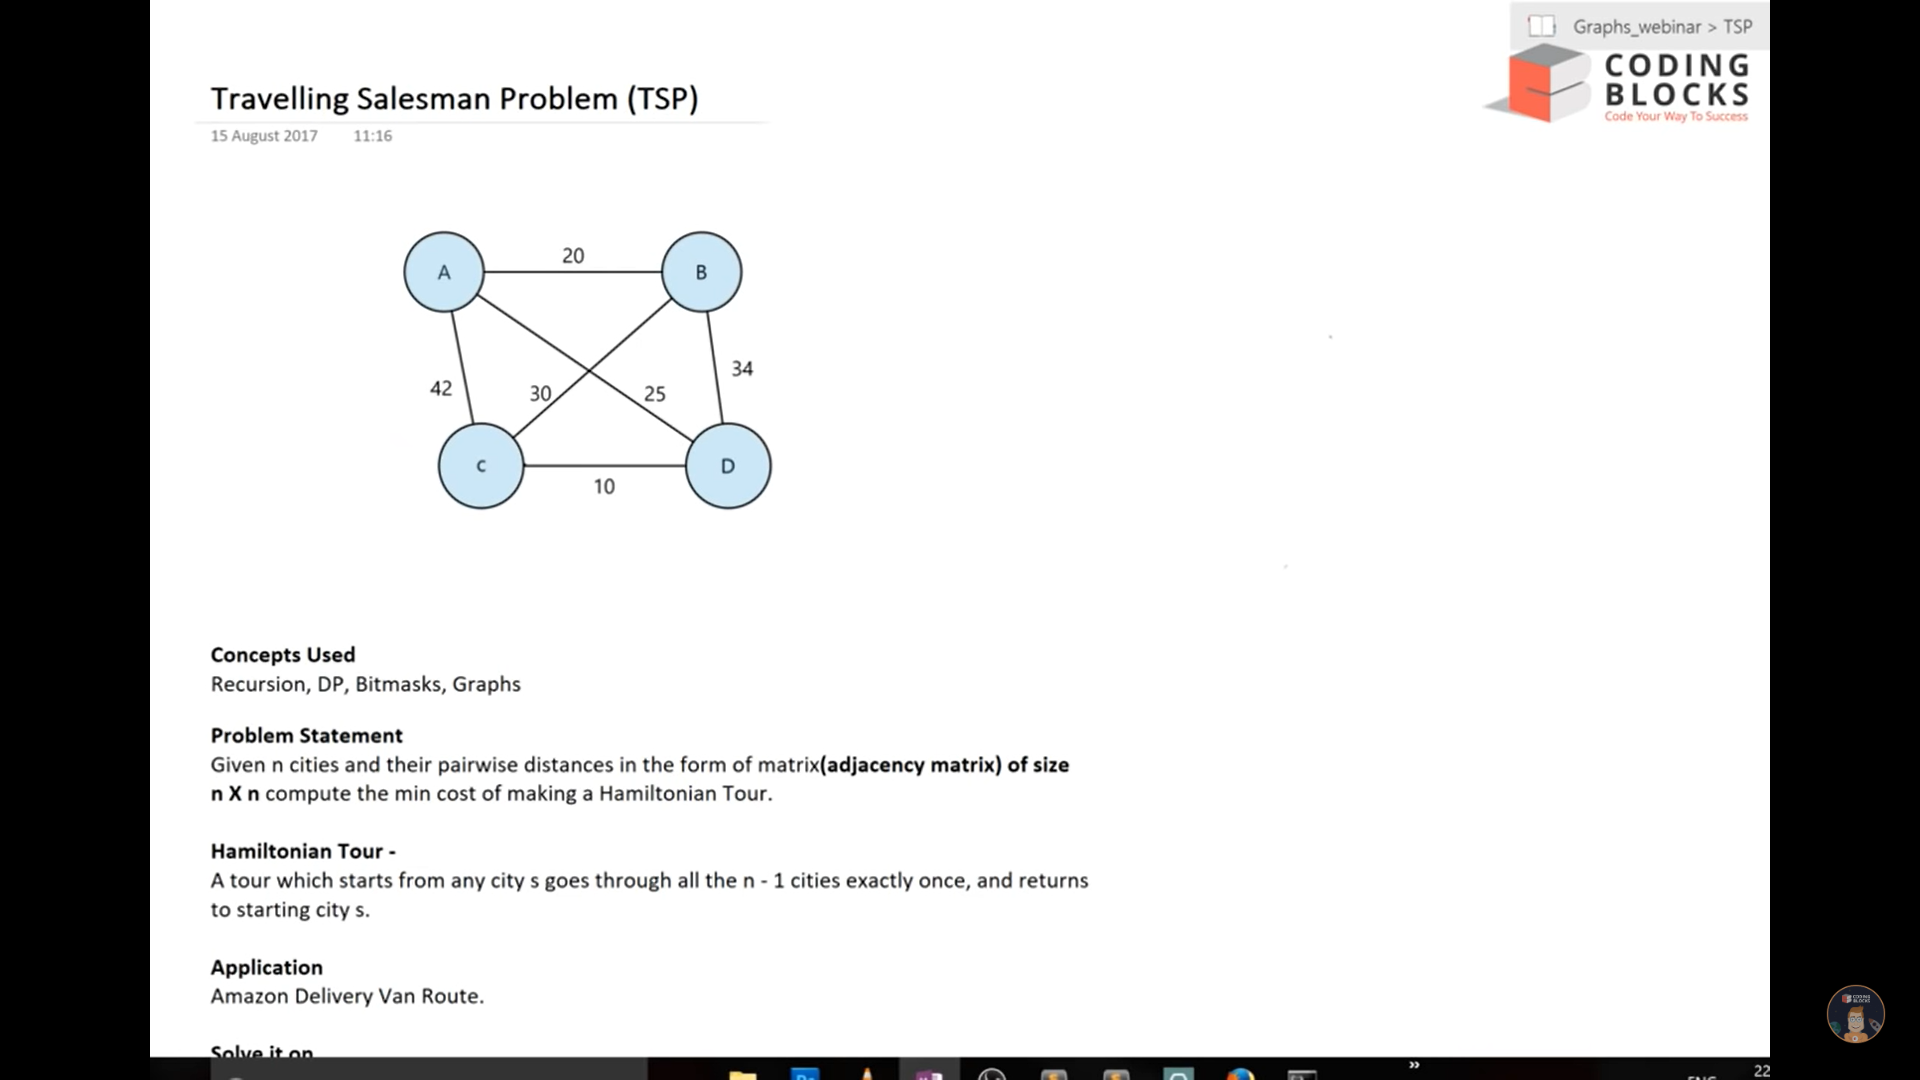 Graphs_webinar > TSP
CODING
BLOCKS
Code Your Way To Success
Travelling Salesman Problem (TSP)
15 August 2017 11:16
20
A
B
34
42
30
25
C
D
10
Concepts Used
Recursion, DP, Bitmasks, Graphs
Problem Statement
Given n cities and their pairwise distances in the form of matrix(adjacency matrix) of size
n X n compute the min cost of making a Hamiltonian Tour.
Hamiltonian Tour -
A tour which starts from any city s goes through all the n - 1 cities exactly once, and returns
to starting city s.
Application
Amazon Delivery Van Route.
Solve it on
CODING
BLOCKS
22
ENG